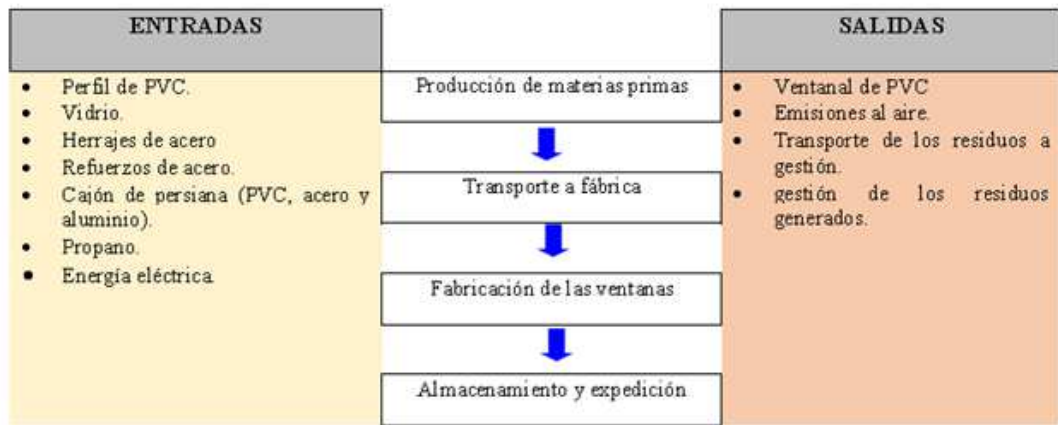 ENTRADAS
• Perfil de PVC.
• Vidrio.
• Herrajes de acero
• Refuerzos de acero.
• Cajón de persiana (PVC, acero y
aluminio).
• Propano.
• Energía eléctrica
Producción de materias primas
Transporte a fábrica
Fabricación de las ventanas
Almacenamiento y expedición
SALIDAS
• Ventanal de PVC
• Emisiones al aire.
• Transporte de los residuos a
gestión.
• gestión de los residuos
generados.